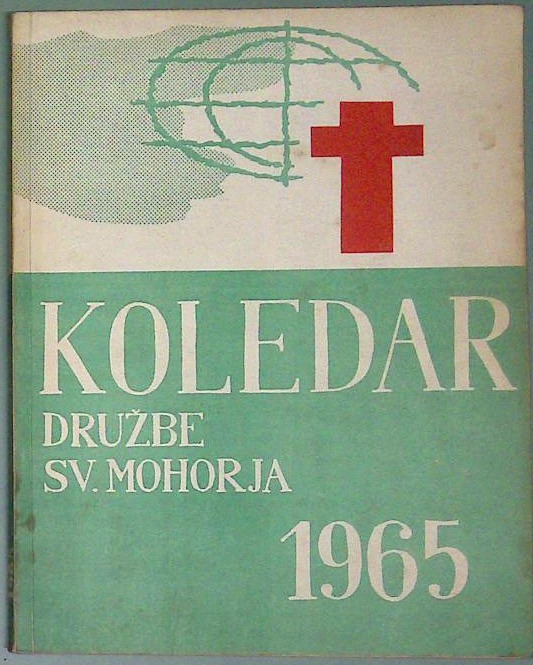 KOLEDAR
DRUŽBE
SV. MOHORJA
1965